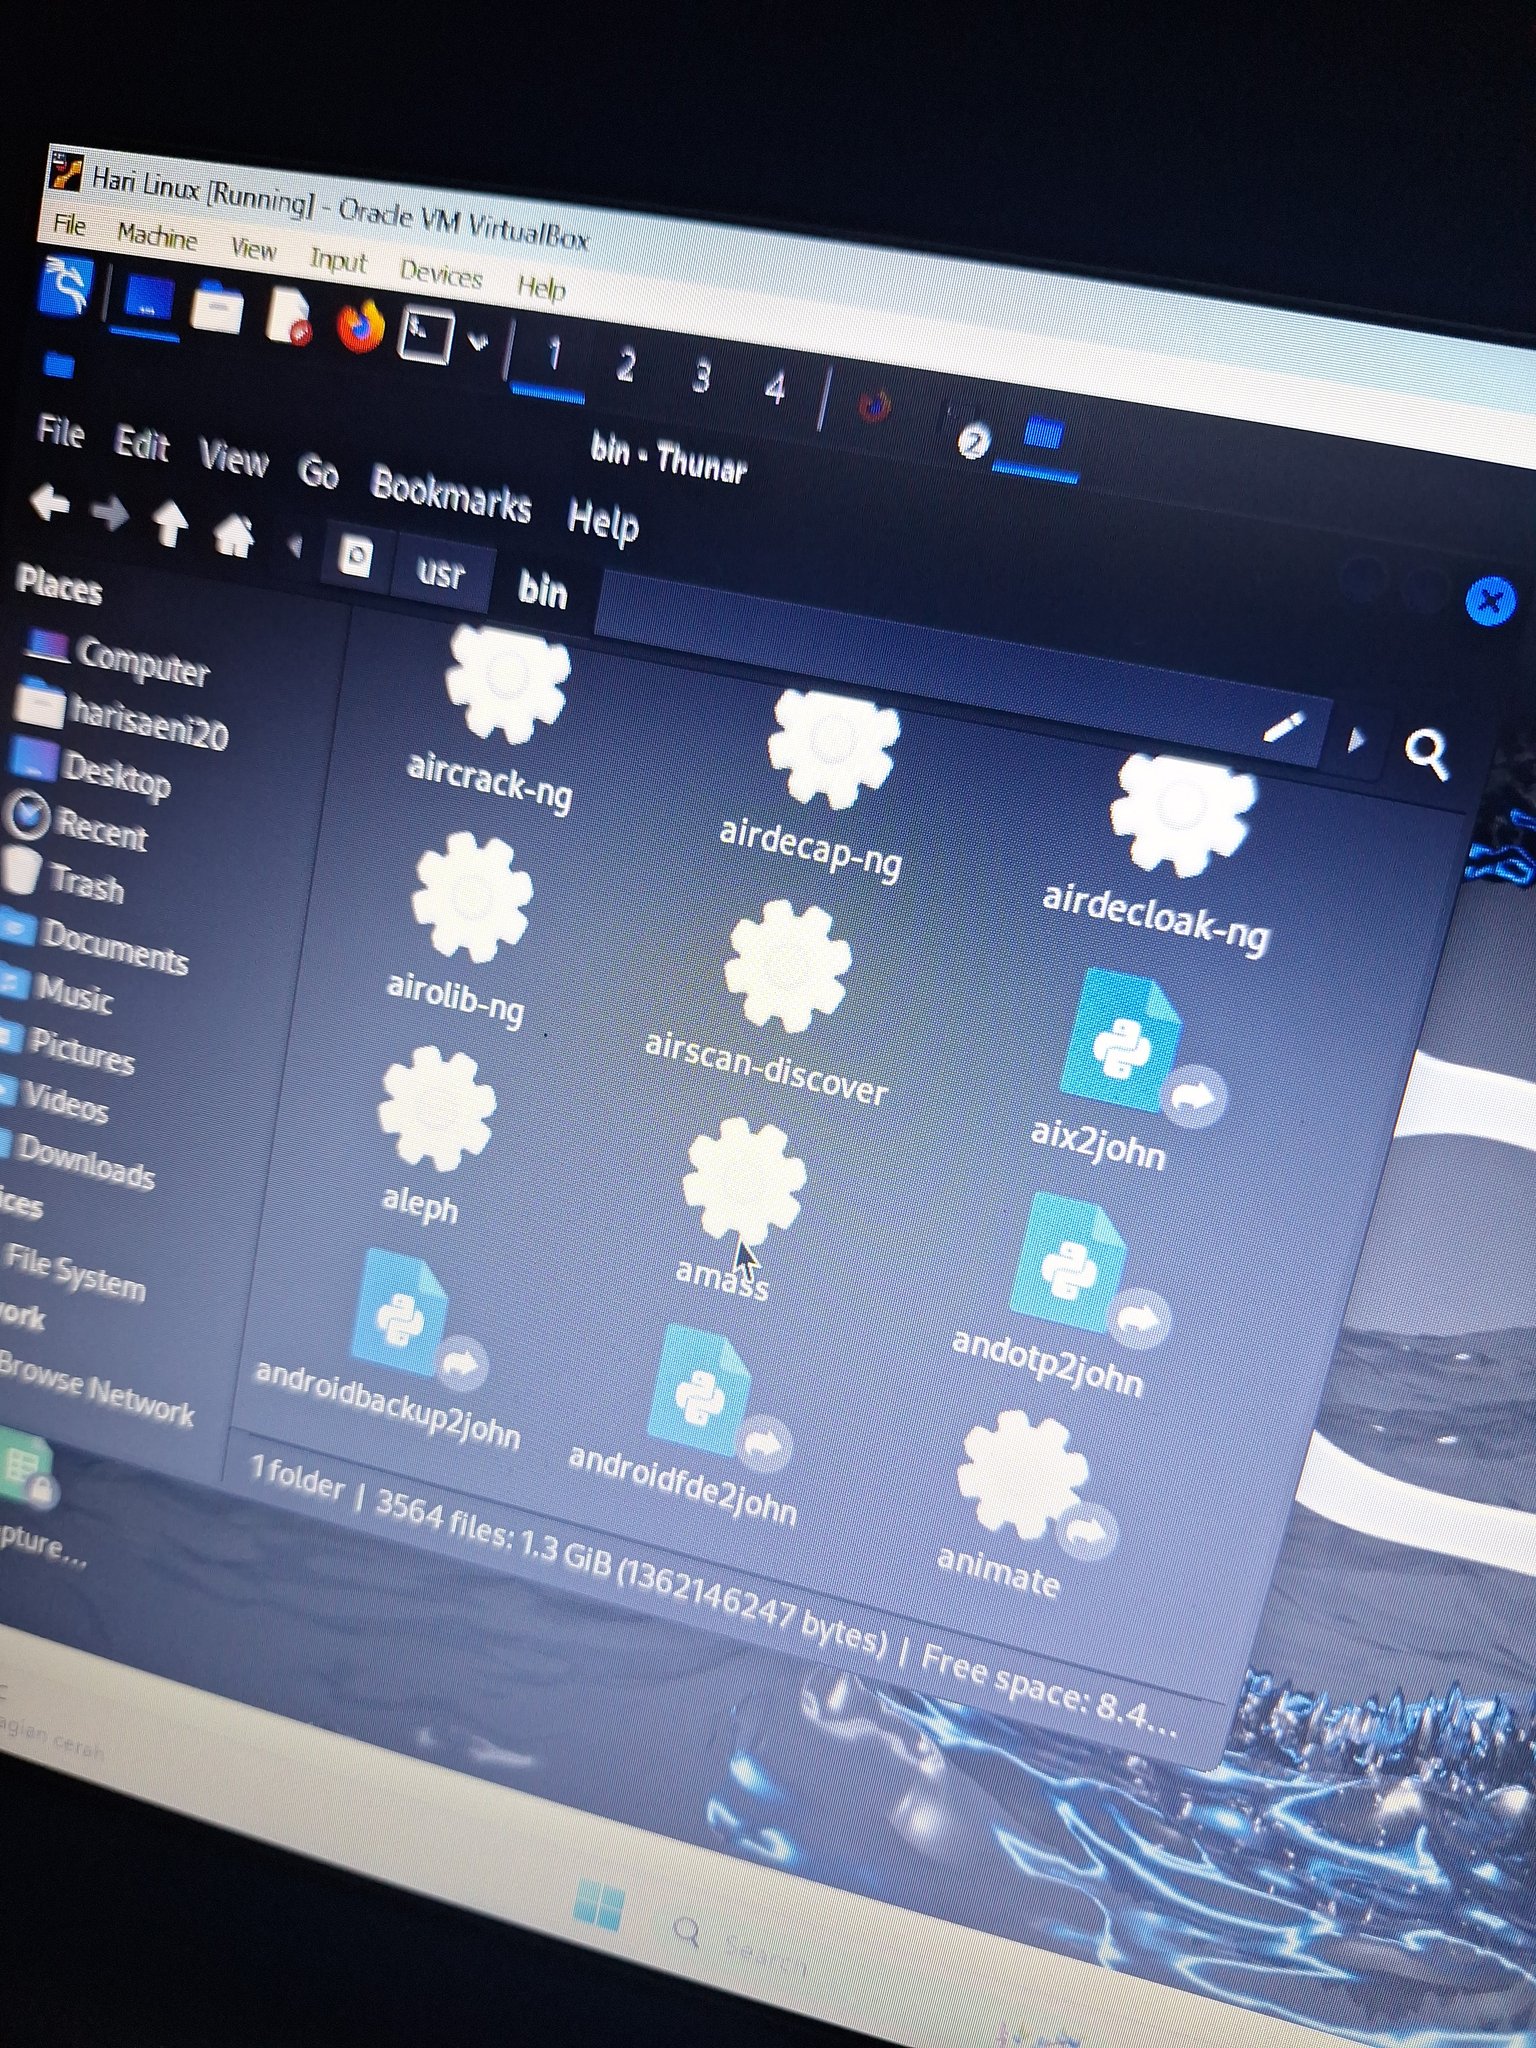 Hari Linux [Running] - Oracle VM VirtualBox
File Machine View Input Devices Help
1 2 3 4
2
bin - Thunar
File Edit View Go Bookmarks Help
usr bin
Places
Computer
harisaeni20
Desktop
Recent
Trash
Documents
Music
Pictures
Videos
Downloads
ices
File System
work
Browse Network
aircrack-ng
airdecap-ng
airdecloak-ng
airolib-ng
airscan-discover
aix2john
aleph
amass
andotp2john
androidbackup2john
androidfde2john
animate
1 folder | 3564 files: 1.3 GiB (1362146247 bytes) | Free space: 8.4...
pture...
agian cerah
Search